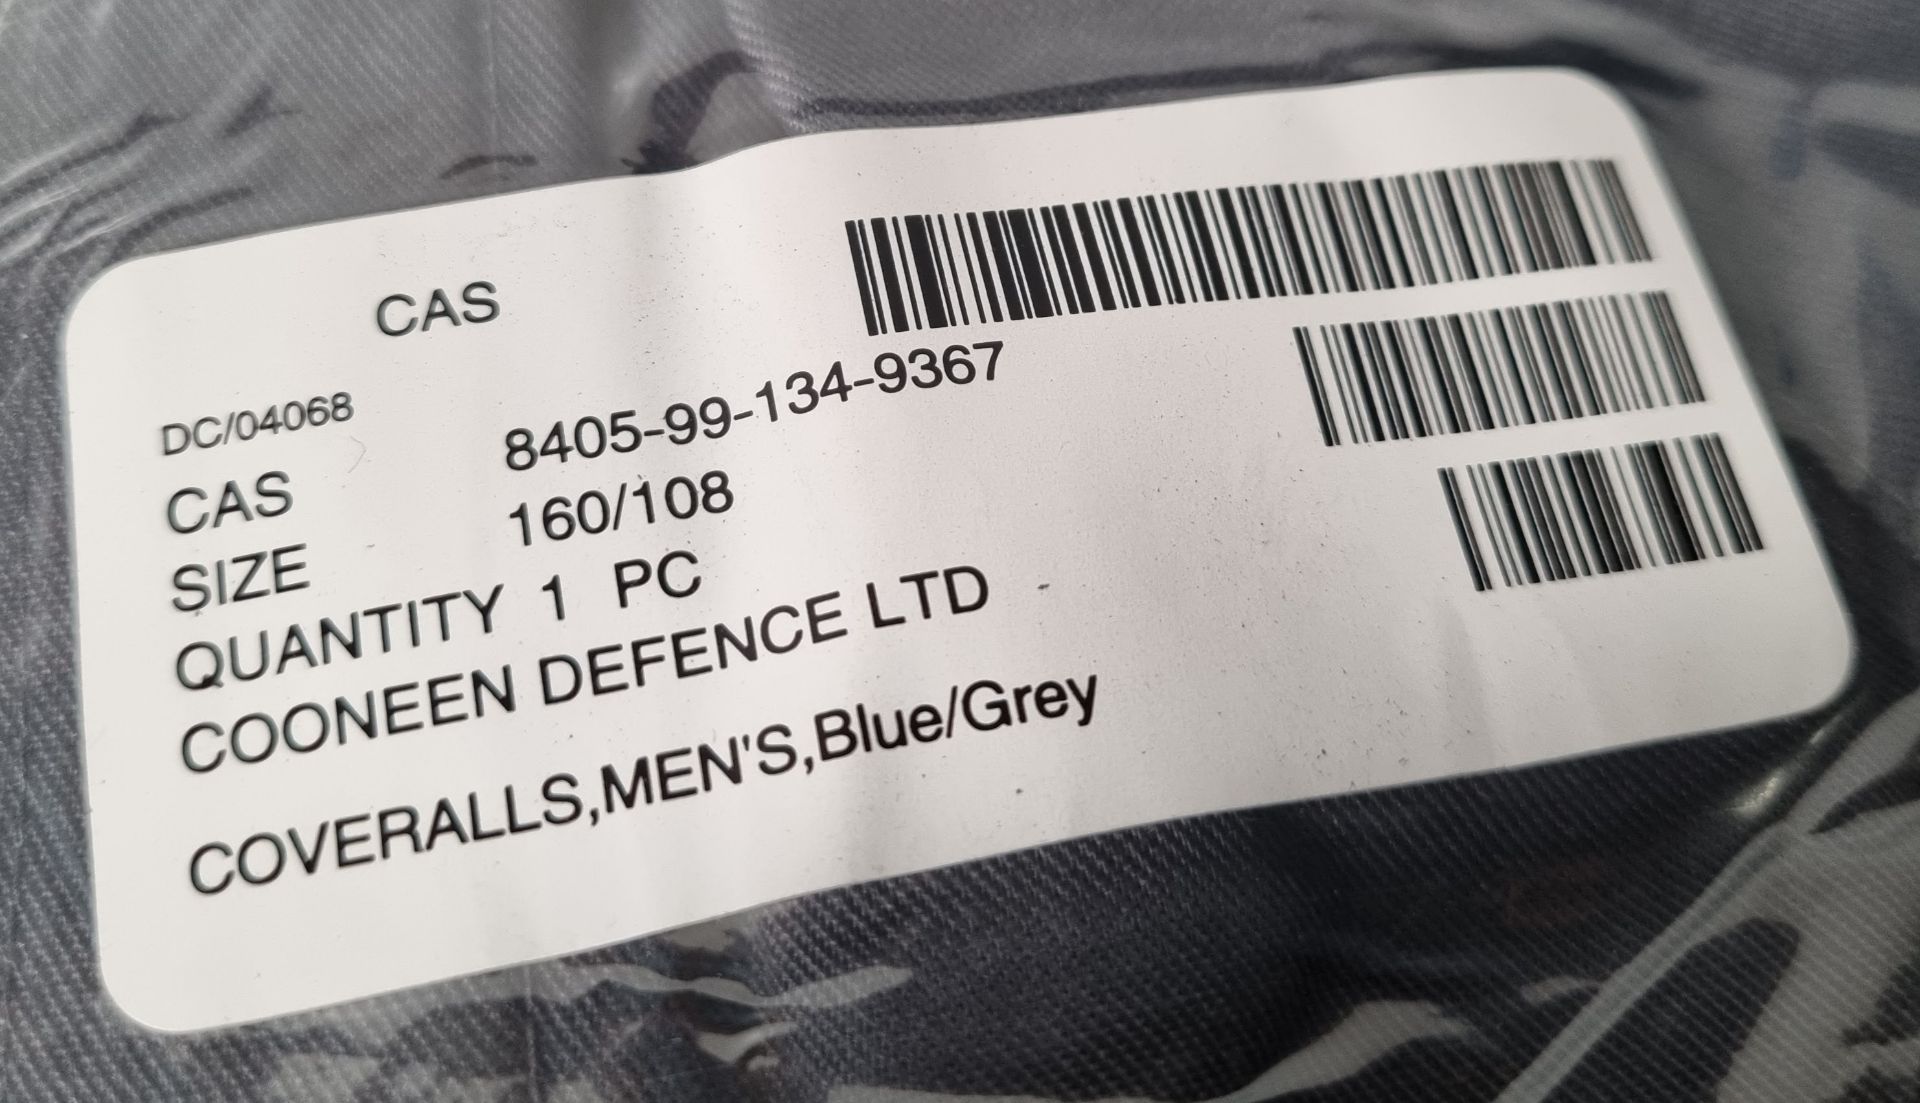 CAS
DC/04068
CAS 8405-99-134-9367
SIZE 160/108
QUANTITY 1 PC
COONEEN DEFENCE LTD
COVERALLS,MEN'S,Blue/Grey